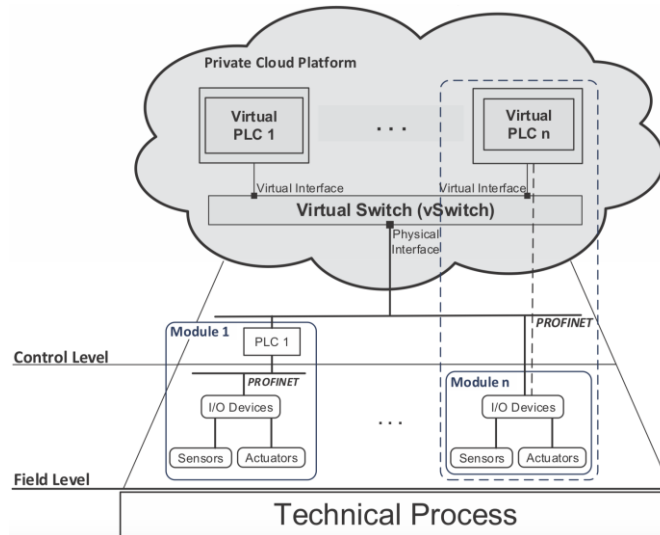 Private Cloud Platform
Virtual
PLC 1
. . .
Virtual
PLC n
Virtual Interface
Virtual Interface
Virtual Switch (vSwitch)
Physical
Interface
PROFINET
Module 1
PLC 1
Control Level
PROFINET
Module n
I/O Devices
I/O Devices
. . .
Sensors
Actuators
Sensors
Actuators
Field Level
Technical Process